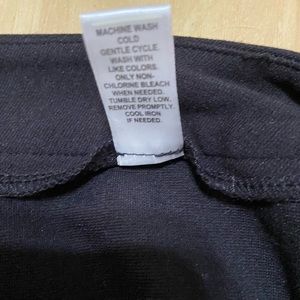 MACHINE WASH
COLD
GENTLE CYCLE
WASH WITH
LIKE COLORS.
ONLY NON-
CHLORINE BLEACH
WHEN NEEDED.
TUMBLE DRY LOW.
REMOVE PROMPTLY.
COOL IRON
IF NEEDED.